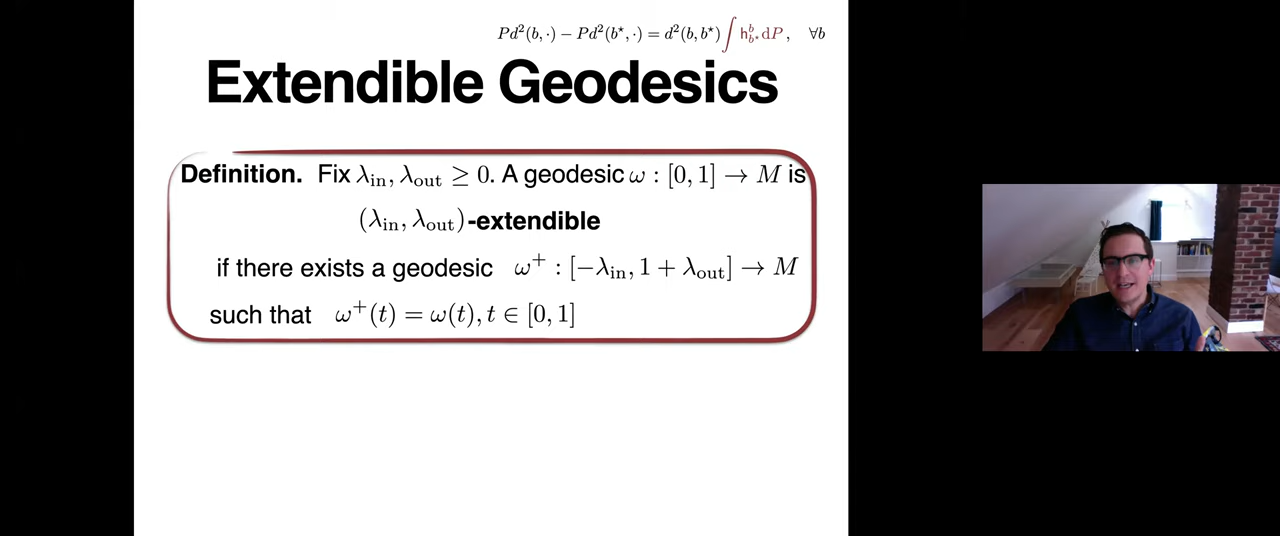 Pd²(b, ·) − Pd²(b⋆, ·) = d²(b, b⋆) ∫ h_{b⋆}^{b} dP , ∀b
Extendible Geodesics
Definition. Fix λ_in, λ_out ≥ 0. A geodesic ω : [0, 1] → M is
(λ_in, λ_out)-extendible
if there exists a geodesic ω⁺ : [−λ_in, 1 + λ_out] → M
such that ω⁺(t) = ω(t), t ∈ [0, 1]